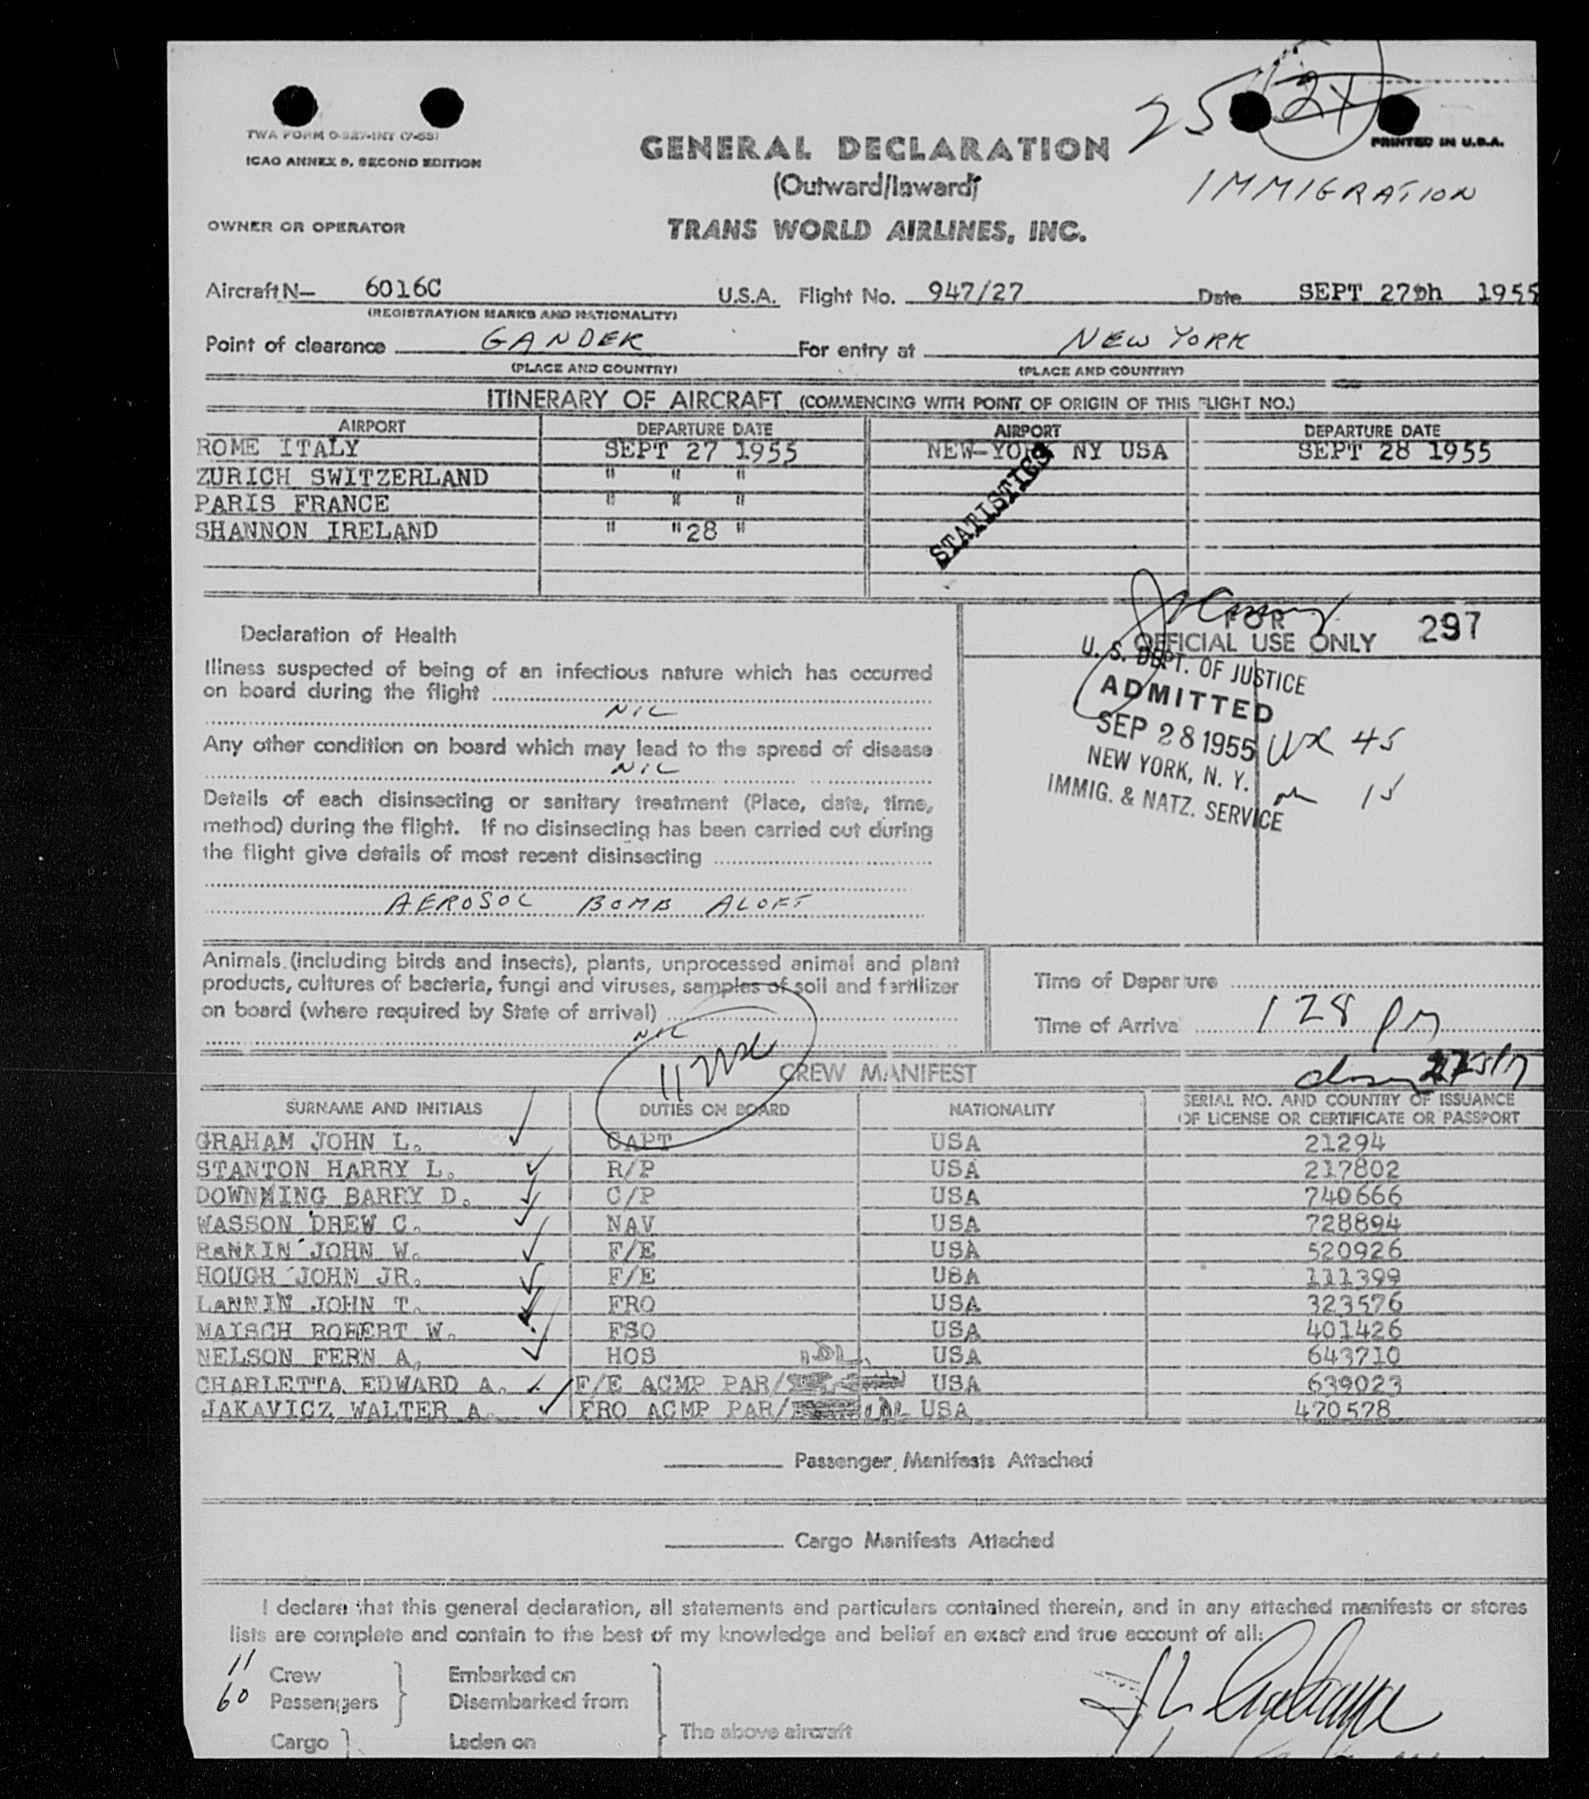 25 24
TWA FORM O-927-INT (7-53)
ICAO ANNEX 9, SECOND EDITION
PRINTED IN U.S.A.
GENERAL DECLARATION
(Outward/Inward)
IMMIGRATION
OWNER OR OPERATOR
TRANS WORLD AIRLINES, INC.
Aircraft N— 6016C U.S.A. Flight No. 947/27 Date SEPT 27th 1955
(REGISTRATION MARKS AND NATIONALITY)
Point of clearance GANDER For entry at NEW YORK
(PLACE AND COUNTRY) (PLACE AND COUNTRY)
ITINERARY OF AIRCRAFT (COMMENCING WITH POINT OF ORIGIN OF THIS FLIGHT NO.)
AIRPORT DEPARTURE DATE AIRPORT DEPARTURE DATE
ROME ITALY SEPT 27 1955 NEW-YORK NY USA SEPT 28 1955
ZURICH SWITZERLAND " " "
PARIS FRANCE " " "
SHANNON IRELAND " "28 "
STATISTICS
Declaration of Health
FOR
OFFICIAL USE ONLY 297
Illness suspected of being of an infectious nature which has occurred
on board during the flight
NIL
Any other condition on board which may lead to the spread of disease
NIL
Details of each disinsecting or sanitary treatment (Place, date, time,
method) during the flight. If no disinsecting has been carried out during
the flight give details of most recent disinsecting
AEROSOL BOMB ALOFT
U. S. DEPT. OF JUSTICE
ADMITTED
SEP 28 1955
NEW YORK, N. Y.
IMMIG. & NATZ. SERVICE
45
15
Animals (including birds and insects), plants, unprocessed animal and plant
products, cultures of bacteria, fungi and viruses, samples of soil and fertilizer
on board (where required by State of arrival)
NIL
Time of Departure
Time of Arrival 128 PM
11
CREW MANIFEST
SURNAME AND INITIALS DUTIES ON BOARD NATIONALITY SERIAL NO. AND COUNTRY OF ISSUANCE
OF LICENSE OR CERTIFICATE OR PASSPORT
GRAHAM JOHN L. CAPT USA 21294
STANTON HARRY L. R/P USA 217802
DOWNMING BARRY D. C/P USA 740666
WASSON DREW C. NAV USA 728894
RANKIN JOHN W. F/E USA 520926
HOUGH JOHN JR. F/E USA 111399
LANNIN JOHN T. FRO USA 323576
MAISCH ROBERT W. FSO USA 401426
NELSON FERN A. HOS USA 643710
CHARLETTA EDWARD A. F/E ACMP PAR/ USA 639023
JAKAVICZ WALTER A. FRO ACMP PAR/ USA 470578
Passenger Manifests Attached
Cargo Manifests Attached
I declare that this general declaration, all statements and particulars contained therein, and in any attached manifests or stores
lists are complete and contain to the best of my knowledge and belief an exact and true account of all:
11 Crew Embarked on
60 Passengers Disembarked from
Cargo Laden on The above aircraft